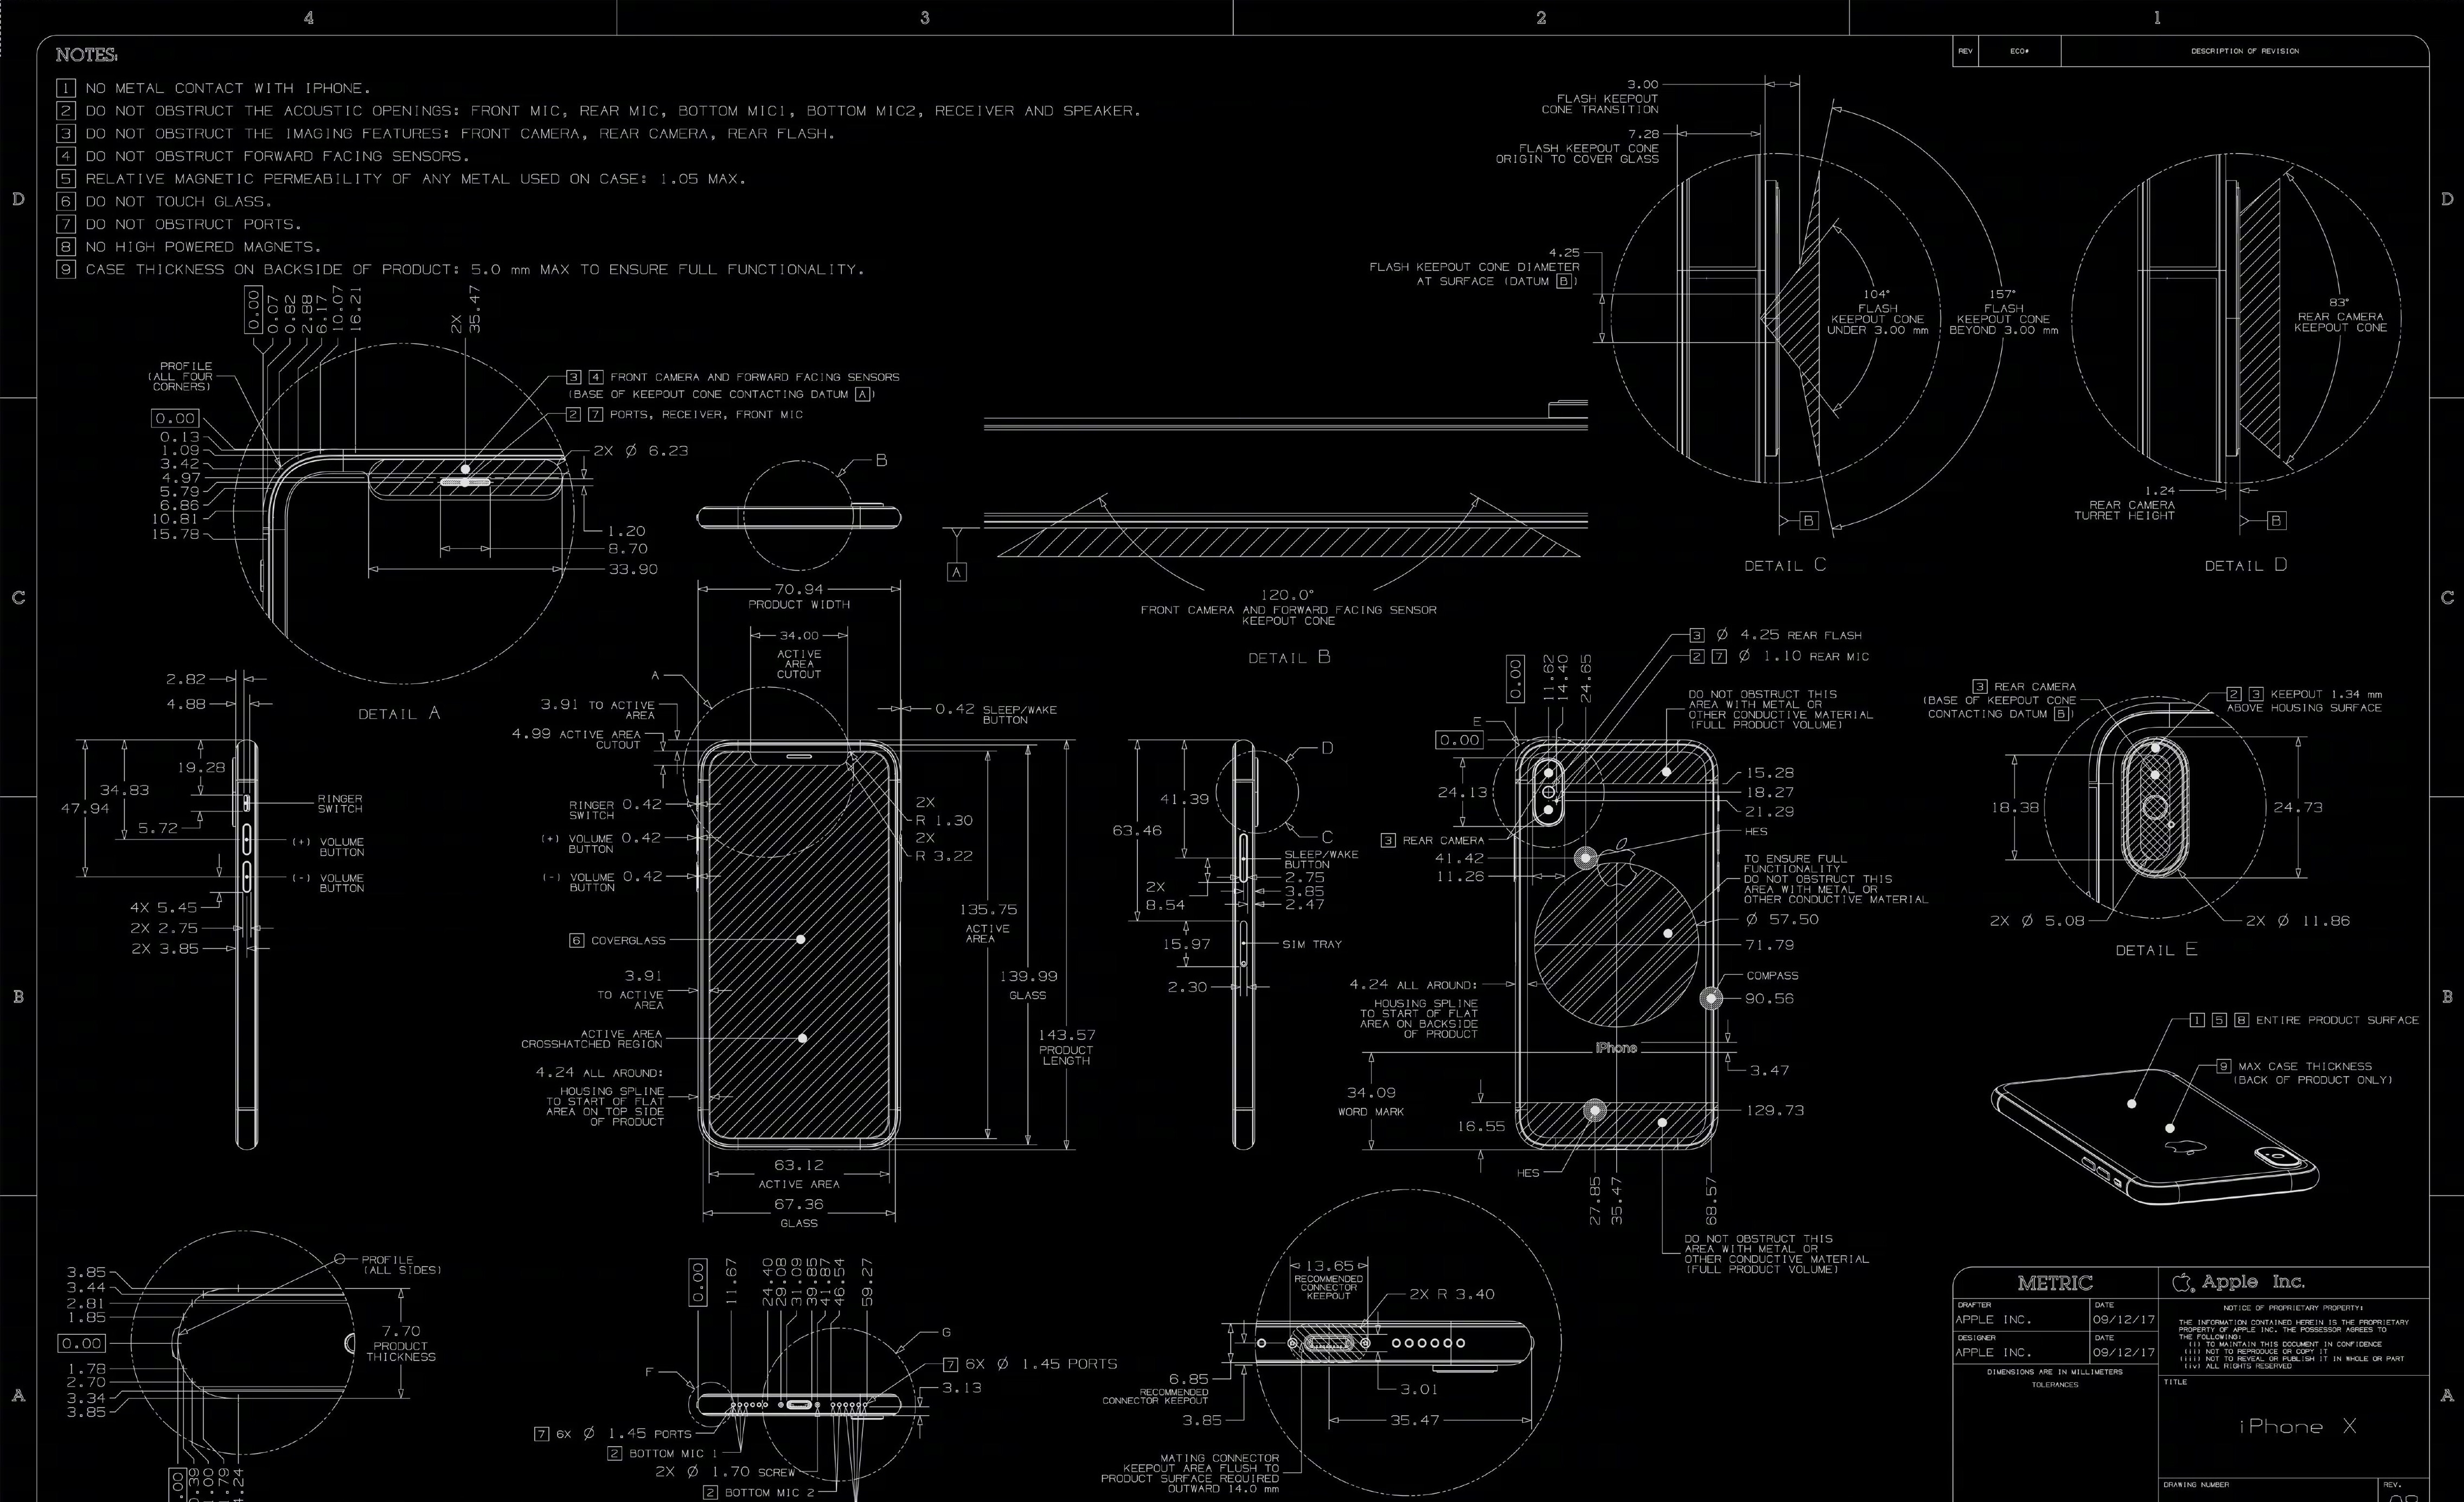 4
3
2
1
NOTES:
1 NO METAL CONTACT WITH IPHONE.
2 DO NOT OBSTRUCT THE ACOUSTIC OPENINGS: FRONT MIC, REAR MIC, BOTTOM MIC1, BOTTOM MIC2, RECEIVER AND SPEAKER.
3 DO NOT OBSTRUCT THE IMAGING FEATURES: FRONT CAMERA, REAR CAMERA, REAR FLASH.
4 DO NOT OBSTRUCT FORWARD FACING SENSORS.
5 RELATIVE MAGNETIC PERMEABILITY OF ANY METAL USED ON CASE: 1.05 MAX.
6 DO NOT TOUCH GLASS.
7 DO NOT OBSTRUCT PORTS.
8 NO HIGH POWERED MAGNETS.
9 CASE THICKNESS ON BACKSIDE OF PRODUCT: 5.0 mm MAX TO ENSURE FULL FUNCTIONALITY.
REV
ECO#
DESCRIPTION OF REVISION
D
D
C
C
B
B
A
A
0.00
0.07
0.82
2.88
6.17
10.07
16.21
2X
35.47
PROFILE
(ALL FOUR
CORNERS)
0.00
0.13
1.09
3.42
4.97
5.79
6.86
10.81
15.78
3 4 FRONT CAMERA AND FORWARD FACING SENSORS
(BASE OF KEEPOUT CONE CONTACTING DATUM A)
2 7 PORTS, RECEIVER, FRONT MIC
2X Ø 6.23
1.20
8.70
33.90
DETAIL A
B
A
120.0°
FRONT CAMERA AND FORWARD FACING SENSOR
KEEPOUT CONE
DETAIL B
3.00
FLASH KEEPOUT
CONE TRANSITION
7.28
FLASH KEEPOUT CONE
ORIGIN TO COVER GLASS
4.25
FLASH KEEPOUT CONE DIAMETER
AT SURFACE (DATUM B)
104°
FLASH
KEEPOUT CONE
UNDER 3.00 mm
157°
FLASH
KEEPOUT CONE
BEYOND 3.00 mm
B
DETAIL C
83°
REAR CAMERA
KEEPOUT CONE
1.24
REAR CAMERA
TURRET HEIGHT
B
DETAIL D
2.82
4.88
19.28
34.83
47.94
5.72
4X 5.45
2X 2.75
2X 3.85
RINGER
SWITCH
(+) VOLUME
BUTTON
(-) VOLUME
BUTTON
70.94
PRODUCT WIDTH
34.00
ACTIVE
AREA
CUTOUT
A
3.91 TO ACTIVE
AREA
4.99 ACTIVE AREA
CUTOUT
0.42 SLEEP/WAKE
BUTTON
RINGER 0.42
SWITCH
(+) VOLUME 0.42
BUTTON
(-) VOLUME 0.42
BUTTON
2X
R 1.30
2X
R 3.22
6 COVERGLASS
3.91
TO ACTIVE
AREA
ACTIVE AREA
CROSSHATCHED REGION
4.24 ALL AROUND:
HOUSING SPLINE
TO START OF FLAT
AREA ON TOP SIDE
OF PRODUCT
135.75
ACTIVE
AREA
139.99
GLASS
143.57
PRODUCT
LENGTH
63.12
ACTIVE AREA
67.36
GLASS
41.39
63.46
2X
8.54
15.97
2.30
D
C
SLEEP/WAKE
BUTTON
2.75
3.85
2.47
SIM TRAY
3 Ø 4.25 REAR FLASH
2 7 Ø 1.10 REAR MIC
0.00
11.62
14.40
24.65
DO NOT OBSTRUCT THIS
AREA WITH METAL OR
OTHER CONDUCTIVE MATERIAL
(FULL PRODUCT VOLUME)
E
0.00
24.13
3 REAR CAMERA
41.42
11.26
15.28
18.27
21.29
HES
TO ENSURE FULL
FUNCTIONALITY
DO NOT OBSTRUCT THIS
AREA WITH METAL OR
OTHER CONDUCTIVE MATERIAL
Ø 57.50
71.79
COMPASS
90.56
4.24 ALL AROUND:
HOUSING SPLINE
TO START OF FLAT
AREA ON BACKSIDE
OF PRODUCT
iPhone
3.47
34.09
WORD MARK
16.55
129.73
HES
27.85
35.47
68.57
DO NOT OBSTRUCT THIS
AREA WITH METAL OR
OTHER CONDUCTIVE MATERIAL
(FULL PRODUCT VOLUME)
3 REAR CAMERA
(BASE OF KEEPOUT CONE
CONTACTING DATUM B)
2 3 KEEPOUT 1.34 mm
ABOVE HOUSING SURFACE
18.38
24.73
2X Ø 5.08
2X Ø 11.86
DETAIL E
1 5 8 ENTIRE PRODUCT SURFACE
9 MAX CASE THICKNESS
(BACK OF PRODUCT ONLY)
PROFILE
(ALL SIDES)
3.85
3.44
2.81
1.85
0.00
1.78
2.70
3.34
3.85
7.70
PRODUCT
THICKNESS
.00
.39
.00
.79
4.24
0.00
11.67
24.40
29.08
31.09
39.85
41.87
46.54
59.27
G
F
7 6X Ø 1.45 PORTS
3.13
7 6X Ø 1.45 PORTS
2 BOTTOM MIC 1
2X Ø 1.70 SCREW
2 BOTTOM MIC 2
13.65
RECOMMENDED
CONNECTOR
KEEPOUT
2X R 3.40
6.85
RECOMMENDED
CONNECTOR KEEPOUT
3.85
3.01
35.47
MATING CONNECTOR
KEEPOUT AREA FLUSH TO
PRODUCT SURFACE REQUIRED
OUTWARD 14.0 mm
METRIC
Apple Inc.
DRAFTER
APPLE INC.
DATE
09/12/17
DESIGNER
APPLE INC.
DATE
09/12/17
DIMENSIONS ARE IN MILLIMETERS
TOLERANCES
NOTICE OF PROPRIETARY PROPERTY:
THE INFORMATION CONTAINED HEREIN IS THE PROPRIETARY
PROPERTY OF APPLE INC. THE POSSESSOR AGREES TO
THE FOLLOWING:
(i) TO MAINTAIN THIS DOCUMENT IN CONFIDENCE
(ii) NOT TO REPRODUCE OR COPY IT
(iii) NOT TO REVEAL OR PUBLISH IT IN WHOLE OR PART
(iv) ALL RIGHTS RESERVED
TITLE
iPhone X
DRAWING NUMBER
REV.